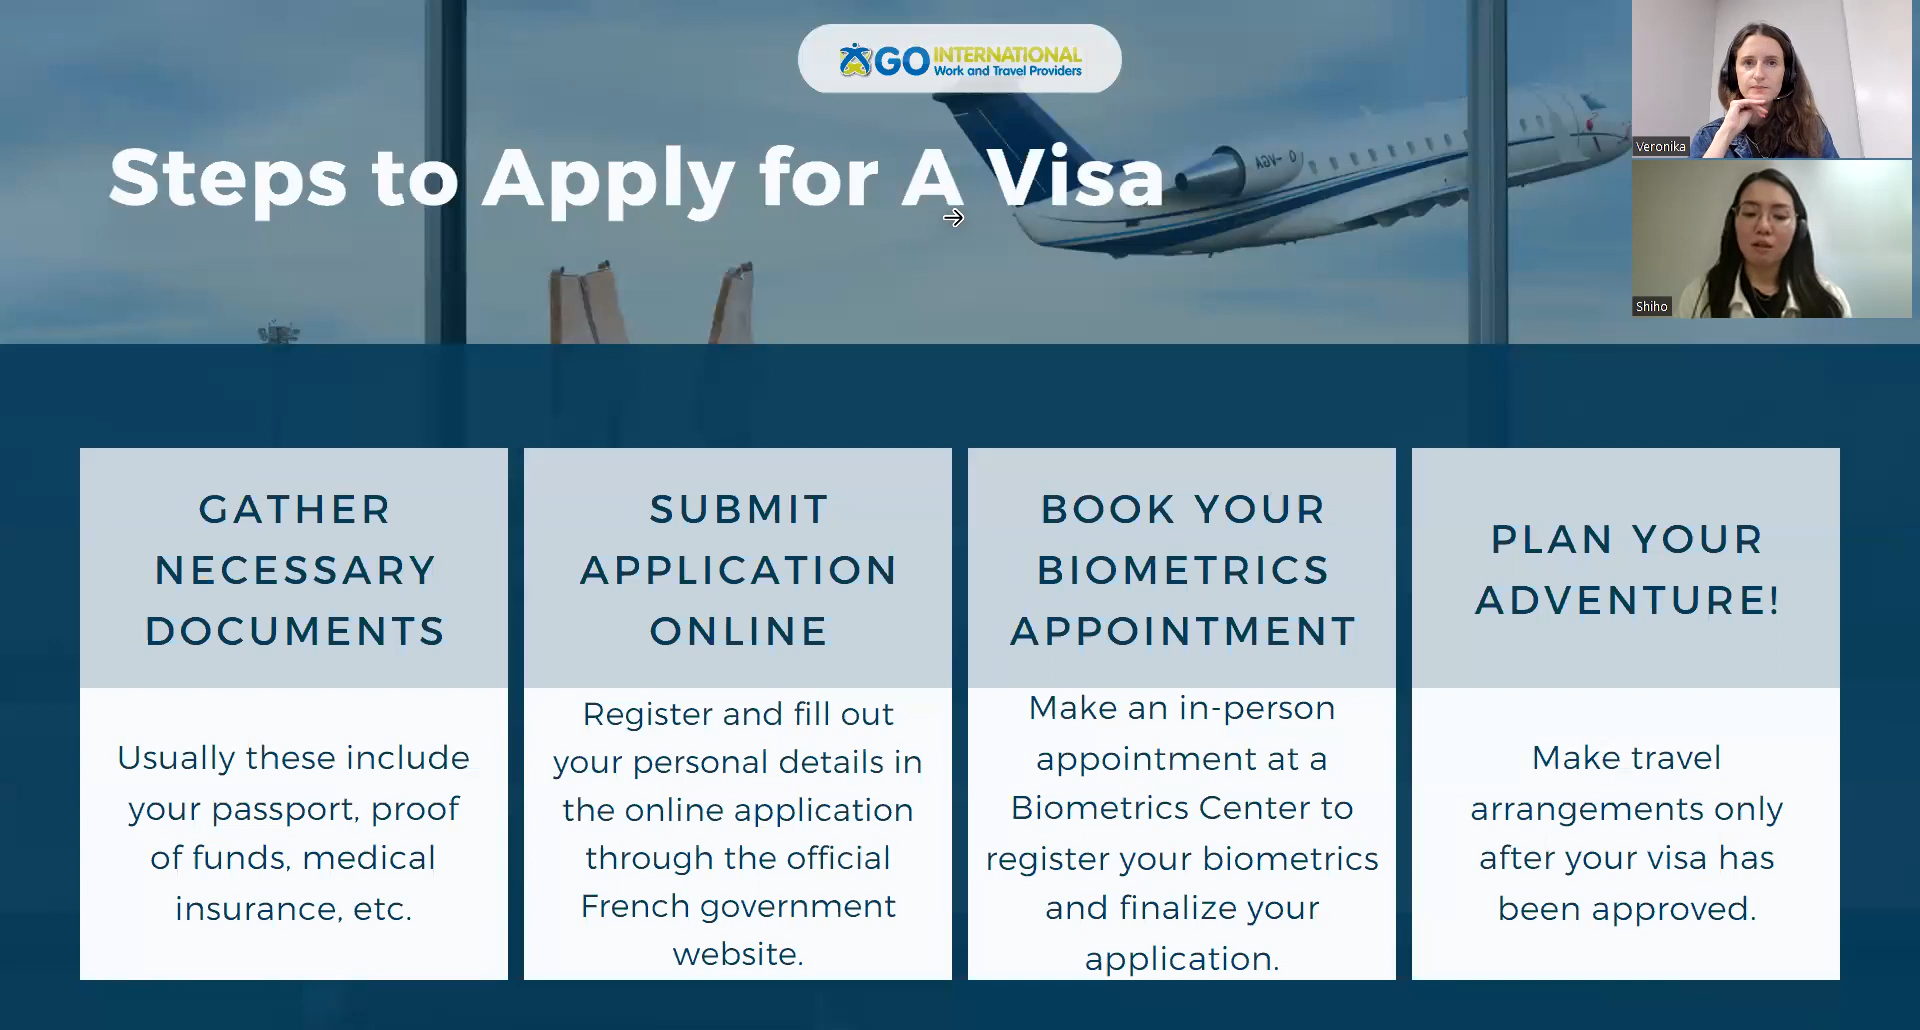 GO INTERNATIONAL
Work and Travel Providers
Steps to Apply for A Visa
Veronika
Shiho
GATHER
NECESSARY
DOCUMENTS
Usually these include
your passport, proof
of funds, medical
insurance, etc.
SUBMIT
APPLICATION
ONLINE
Register and fill out
your personal details in
the online application
through the official
French government
website.
BOOK YOUR
BIOMETRICS
APPOINTMENT
Make an in-person
appointment at a
Biometrics Center to
register your biometrics
and finalize your
application.
PLAN YOUR
ADVENTURE!
Make travel
arrangements only
after your visa has
been approved.